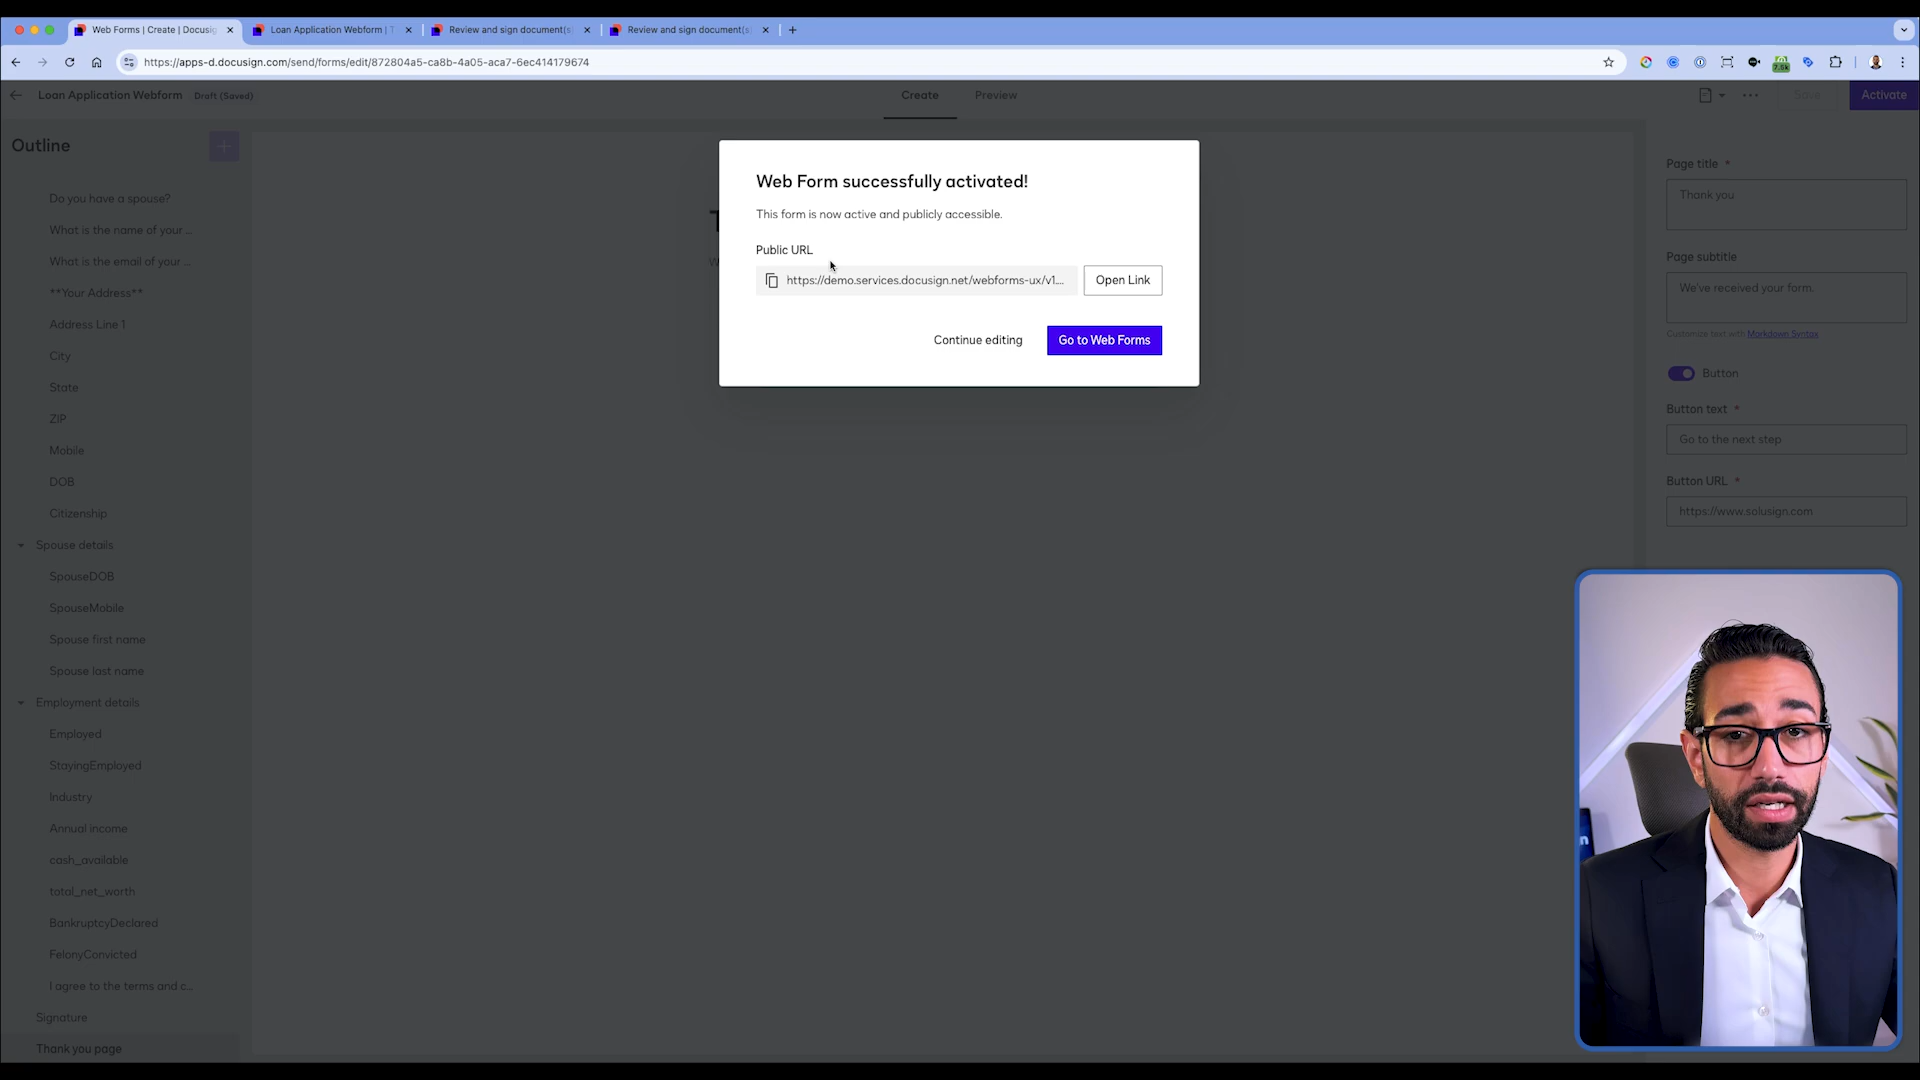 Web Forms | Create | Docusig
Loan Application Webform | T
Review and sign document(s
Review and sign document(s
https://apps-d.docusign.com/send/forms/edit/872804a5-ca8b-4a05-aca7-6ec414179674
7.5k
Loan Application Webform
Draft (Saved)
Create
Preview
Save
Activate
Outline
Do you have a spouse?
What is the name of your ...
What is the email of your ...
**Your Address**
Address Line 1
City
State
ZIP
Mobile
DOB
Citizenship
Spouse details
SpouseDOB
SpouseMobile
Spouse first name
Spouse last name
Employment details
Employed
StayingEmployed
Industry
Annual income
cash_available
total_net_worth
BankruptcyDeclared
FelonyConvicted
I agree to the terms and c...
Signature
Thank you page
T
W
Web Form successfully activated!
This form is now active and publicly accessible.
Public URL
https://demo.services.docusign.net/webforms-ux/v1....
Open Link
Continue editing
Go to Web Forms
Page title *
Thank you
Page subtitle
We've received your form.
Customize text with Markdown Syntax
Button
Button text *
Go to the next step
Button URL *
https://www.solusign.com